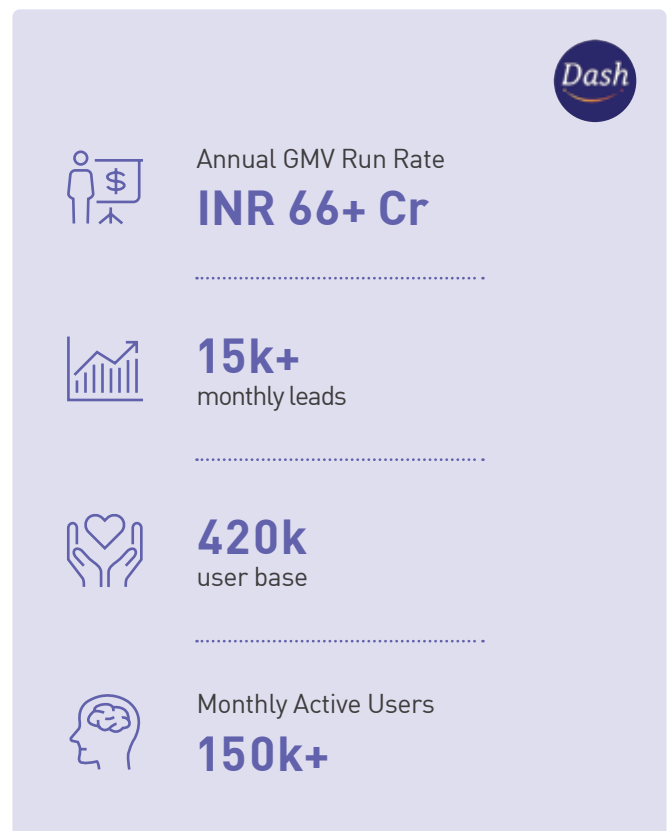 Dash
Annual GMV Run Rate
$
INR 66+ Cr
15k+
monthly leads
420k
user base
Monthly Active Users
150k+